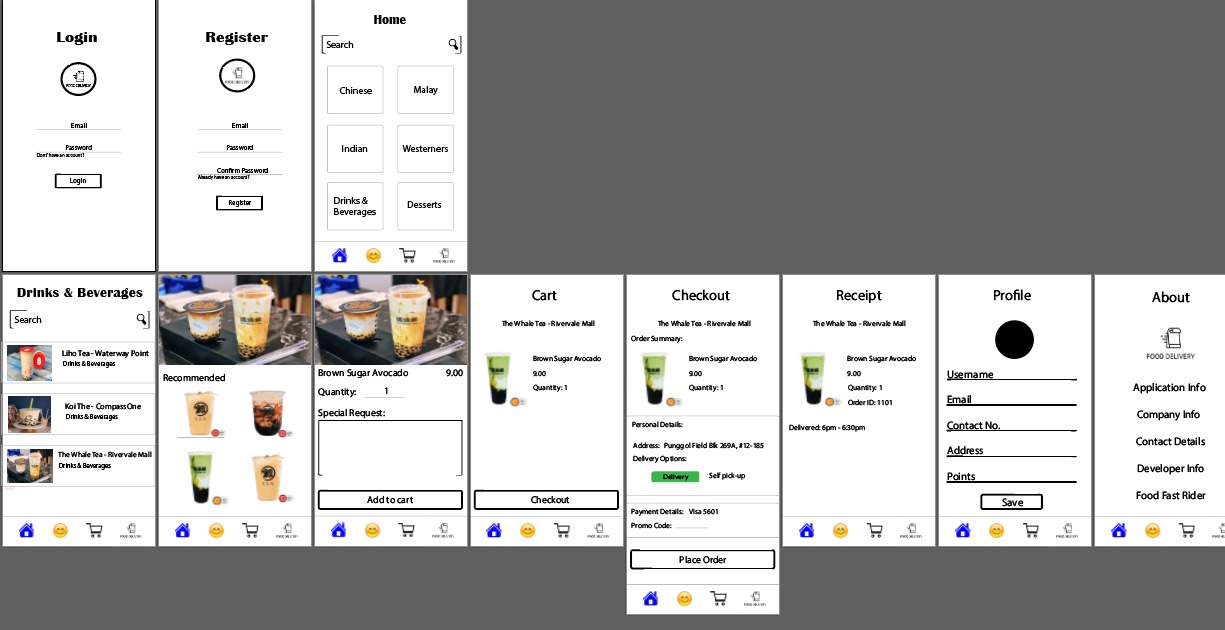 Login
FOOD DELIVERY
Email
Password
Don't have an account?
Login
Register
FOOD DELIVERY
Email
Password
Confirm Password
Already have an account?
Register
Home
Search
Chinese
Malay
Indian
Westerners
Drinks &
Beverages
Desserts
FOOD DELIVERY
Drinks & Beverages
Search
Liho Tea - Waterway Point
Drinks & Beverages
Koi The - Compass One
Drinks & Beverages
The Whale Tea - Rivervale Mall
Drinks & Beverages
FOOD DELIVERY
Recommended
FOOD DELIVERY
Brown Sugar Avocado 9.00
Quantity: 1
Special Request:
Add to cart
FOOD DELIVERY
Cart
The Whale Tea - Rivervale Mall
Brown Sugar Avocado
9.00
Quantity: 1
Checkout
FOOD DELIVERY
Checkout
The Whale Tea - Rivervale Mall
Order Summary:
Brown Sugar Avocado
9.00
Quantity: 1
Personal Details:
Address: Punggol Field Blk 269A, #12-185
Delivery Options:
Delivery Self pick-up
Payment Details: Visa 5601
Promo Code:
Place Order
FOOD DELIVERY
Receipt
The Whale Tea - Rivervale Mall
Brown Sugar Avocado
9.00
Quantity: 1
Order ID: 1101
Delivered: 6pm - 6:30pm
FOOD DELIVERY
Profile
Username
Email
Contact No.
Address
Points
Save
FOOD DELIVERY
About
FOOD DELIVERY
Application Info
Company Info
Contact Details
Developer Info
Food Fast Rider